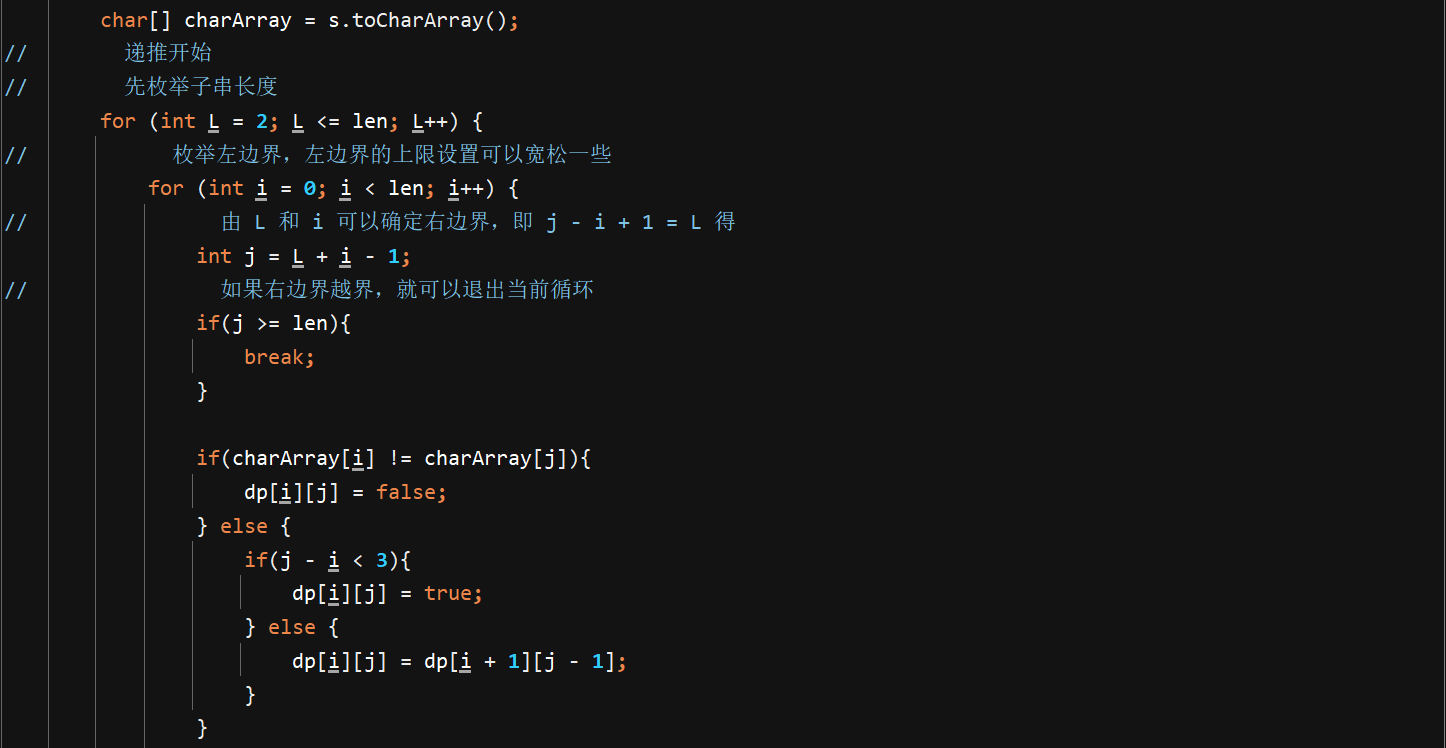 char[] charArray = s.toCharArray();
//        递推开始
//        先枚举子串长度
for (int L = 2; L <= len; L++) {
//            枚举左边界，左边界的上限设置可以宽松一些
for (int i = 0; i < len; i++) {
//                由 L 和 i 可以确定右边界，即 j - i + 1 = L 得
int j = L + i - 1;
//                如果右边界越界，就可以退出当前循环
if(j >= len){
break;
}
if(charArray[i] != charArray[j]){
dp[i][j] = false;
} else {
if(j - i < 3){
dp[i][j] = true;
} else {
dp[i][j] = dp[i + 1][j - 1];
}
}